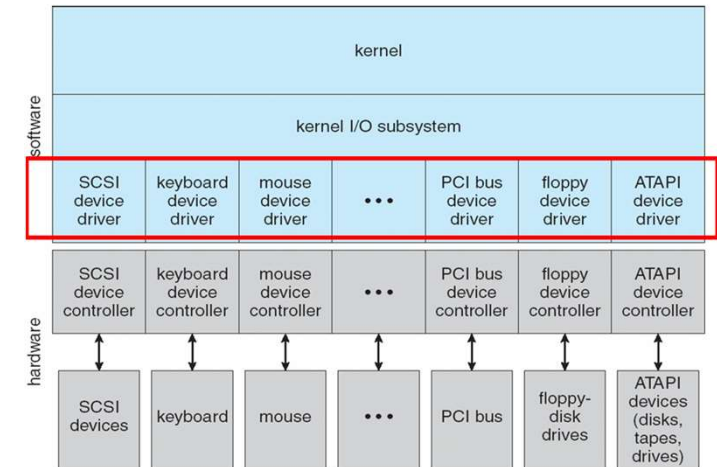 kernel
kernel I/O subsystem
software
SCSI
device
driver
keyboard
device
driver
mouse
device
driver
•••
PCI bus
device
driver
floppy
device
driver
ATAPI
device
driver
SCSI
device
controller
keyboard
device
controller
mouse
device
controller
•••
PCI bus
device
controller
floppy
device
controller
ATAPI
device
controller
hardware
SCSI
devices
keyboard
mouse
•••
PCI bus
floppy-
disk
drives
ATAPI
devices
(disks,
tapes,
drives)